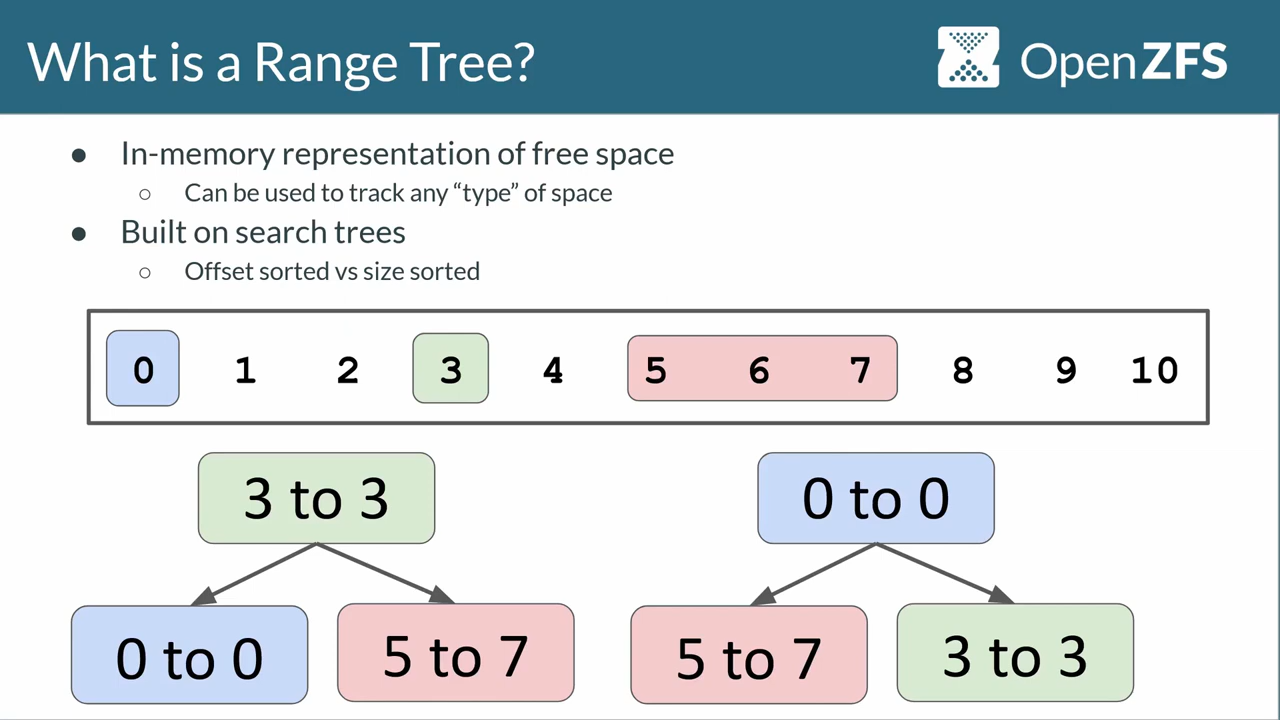 What is a Range Tree?
OpenZFS
● In-memory representation of free space
○ Can be used to track any “type” of space
● Built on search trees
○ Offset sorted vs size sorted
0 1 2 3 4 5 6 7 8 9 10
3 to 3
0 to 0
0 to 0
5 to 7
5 to 7
3 to 3